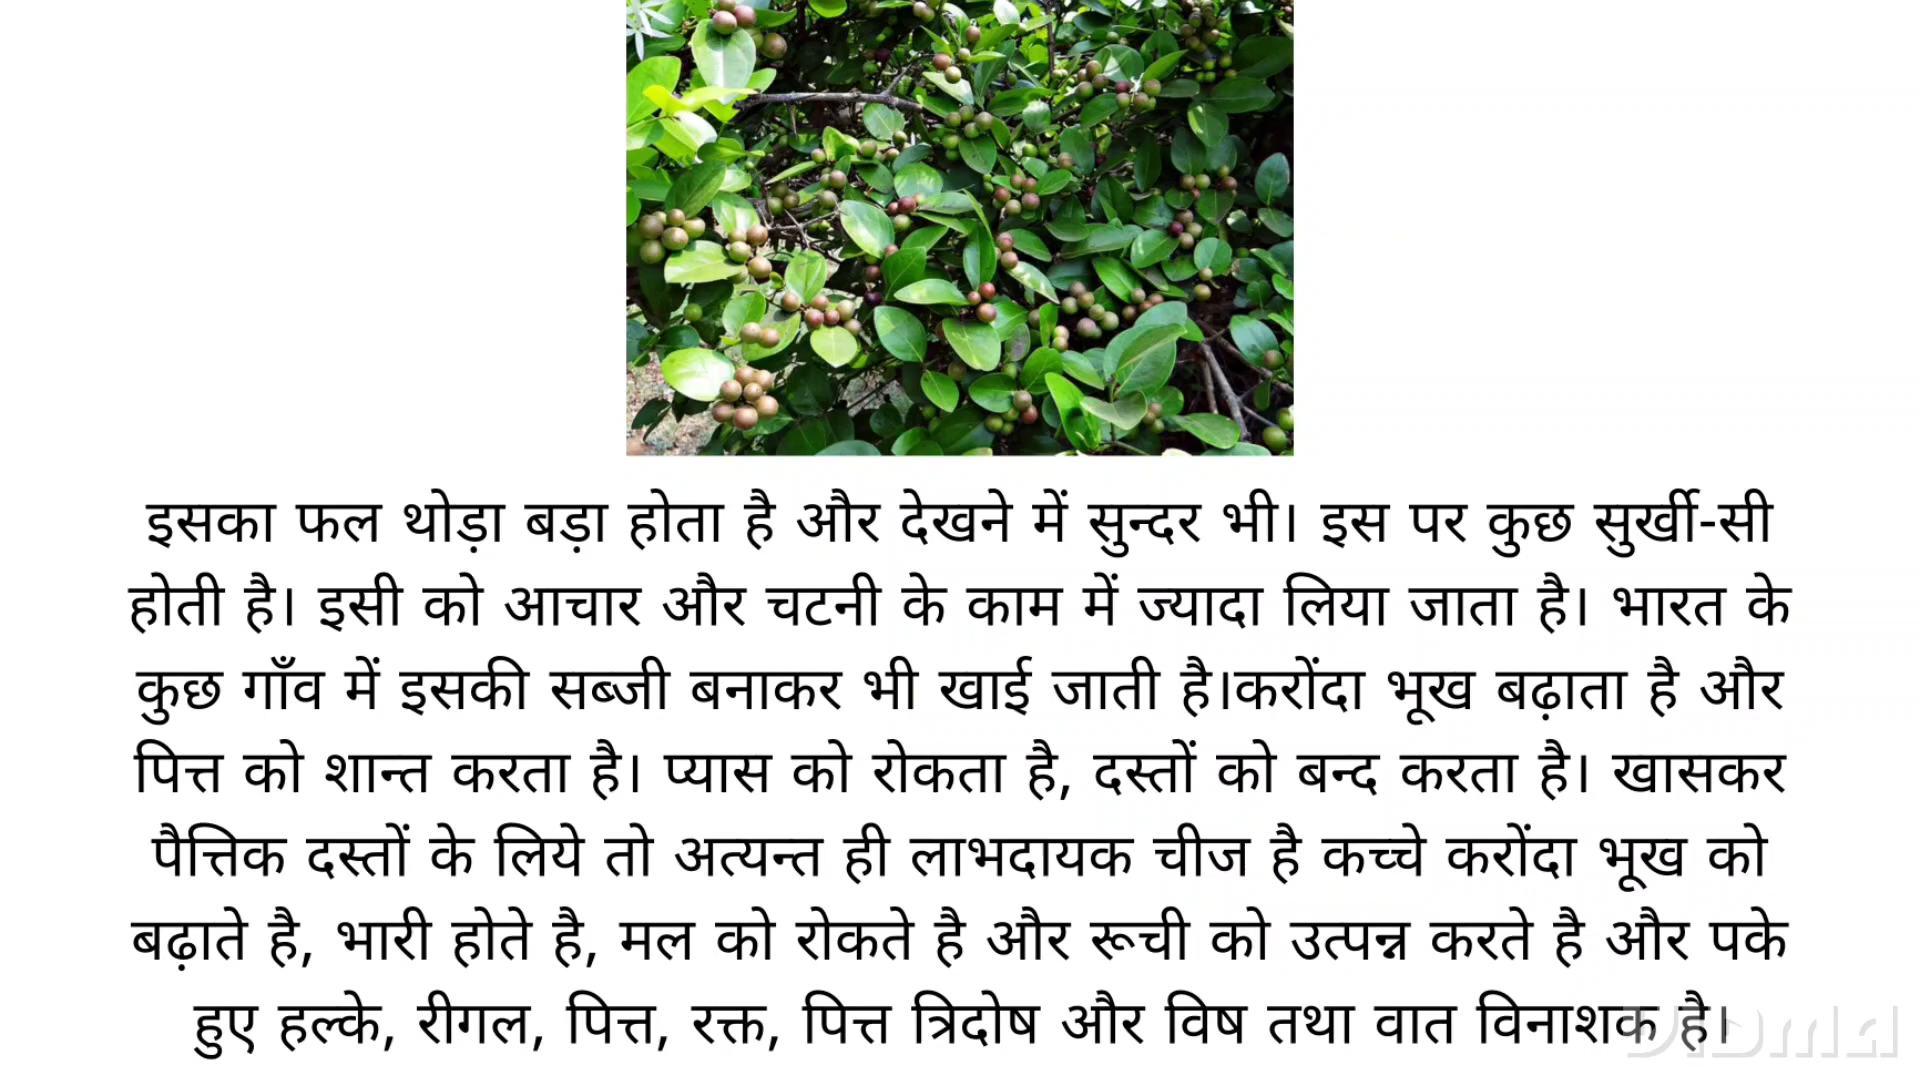 इसका फल थोड़ा बड़ा होता है और देखने में सुन्दर भी। इस पर कुछ सुर्खी-सी
होती है। इसी को आचार और चटनी के काम में ज्यादा लिया जाता है। भारत के
कुछ गाँव में इसकी सब्जी बनाकर भी खाई जाती है।करोंदा भूख बढ़ाता है और
पित्त को शान्त करता है। प्यास को रोकता है, दस्तों को बन्द करता है। खासकर
पैत्तिक दस्तों के लिये तो अत्यन्त ही लाभदायक चीज है कच्चे करोंदा भूख को
बढ़ाते है, भारी होते है, मल को रोकते है और रूची को उत्पन्न करते है और पके
हुए हल्के, रीगल, पित्त, रक्त, पित्त त्रिदोष और विष तथा वात विनाशक है।